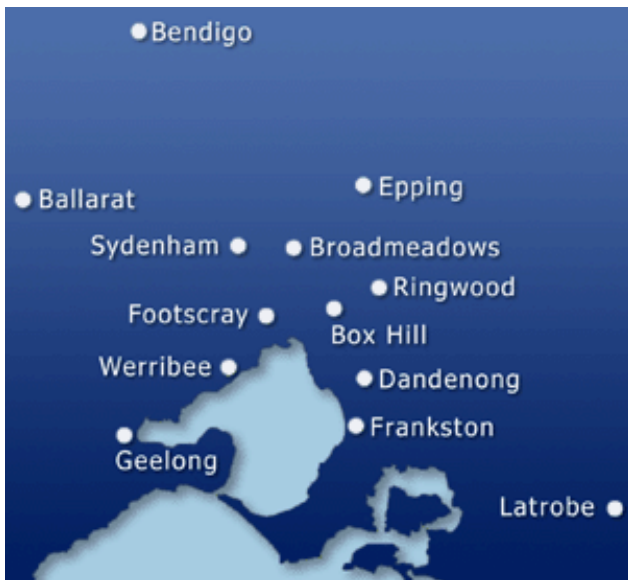 Bendigo
Epping
Ballarat
Sydenham
Broadmeadows
Ringwood
Footscray
Box Hill
Werribee
Dandenong
Frankston
Geelong
Latrobe